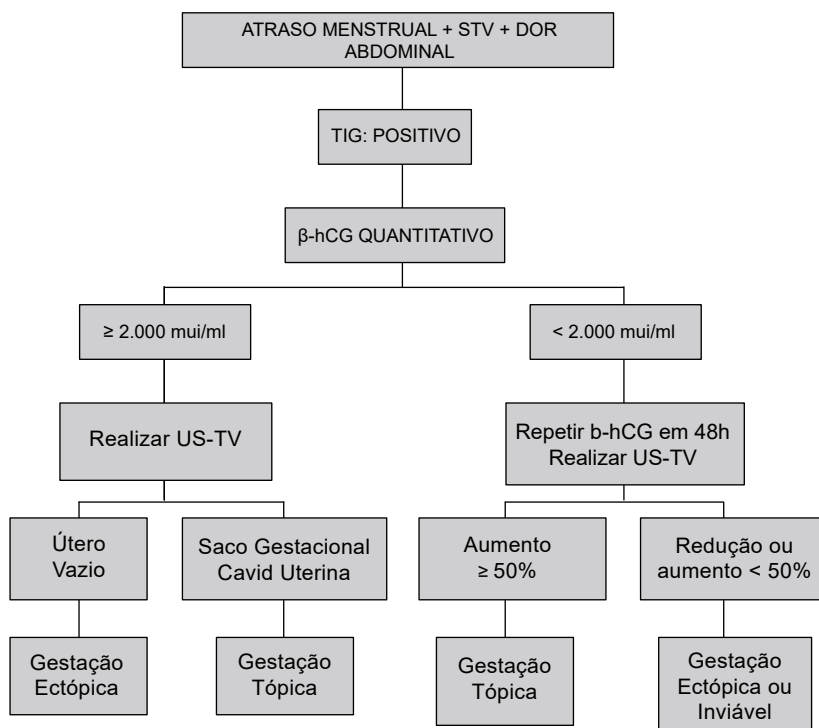 ATRASO MENSTRUAL + STV + DOR
ABDOMINAL
TIG: POSITIVO
β-hCG QUANTITATIVO
≥ 2.000 mui/ml
< 2.000 mui/ml
Realizar US-TV
Repetir b-hCG em 48h
Realizar US-TV
Útero
Vazio
Saco Gestacional
Cavid Uterina
Aumento
≥ 50%
Redução ou
aumento < 50%
Gestação
Ectópica
Gestação
Tópica
Gestação
Tópica
Gestação
Ectópica ou
Inviável